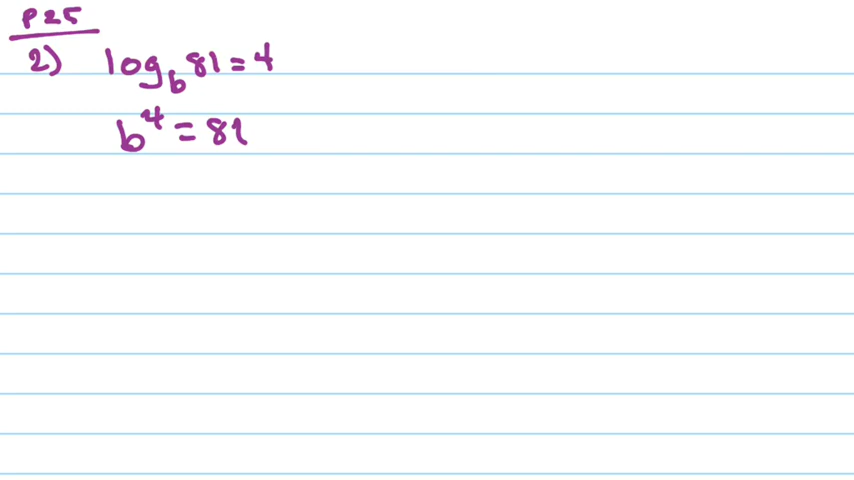 P25
2) log_b 81 = 4
b^4 = 81